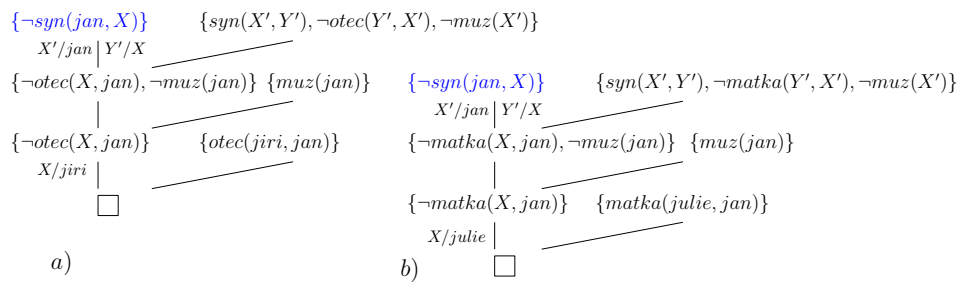 {¬syn(jan, X)} {syn(X′, Y′), ¬otec(Y′, X′), ¬muz(X′)}
X′/jan Y′/X
{¬otec(X, jan), ¬muz(jan)} {muz(jan)}
{¬otec(X, jan)} {otec(jiri, jan)}
X/jiri
a)
{¬syn(jan, X)} {syn(X′, Y′), ¬matka(Y′, X′), ¬muz(X′)}
X′/jan Y′/X
{¬matka(X, jan), ¬muz(jan)} {muz(jan)}
{¬matka(X, jan)} {matka(julie, jan)}
X/julie
b)